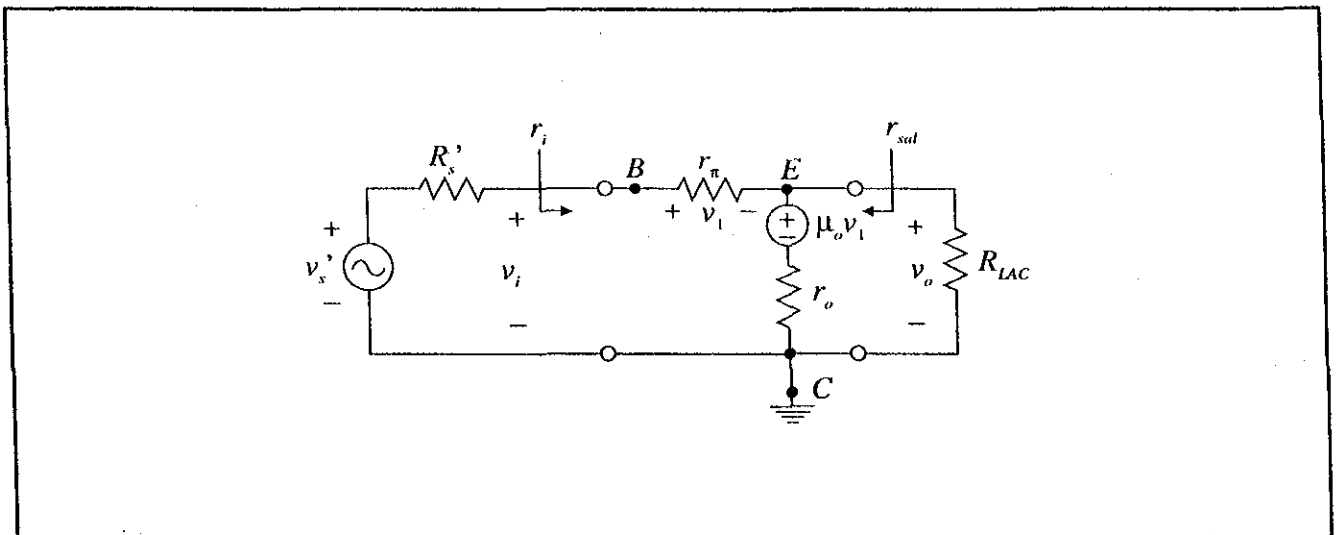 r_i
r_sal
R_s'
B
r_π
E
+
v_1
−
+
−
μ_o v_1
+
v_s'
−
+
v_i
−
r_o
+
v_o
−
R_LAC
C